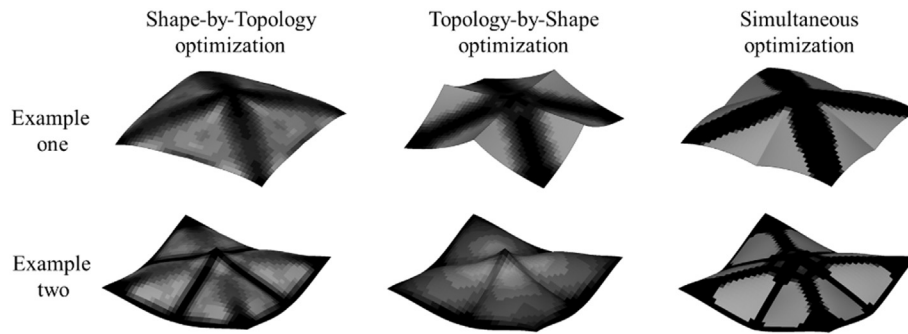 Shape-by-Topology
optimization
Topology-by-Shape
optimization
Simultaneous
optimization
Example
one
Example
two